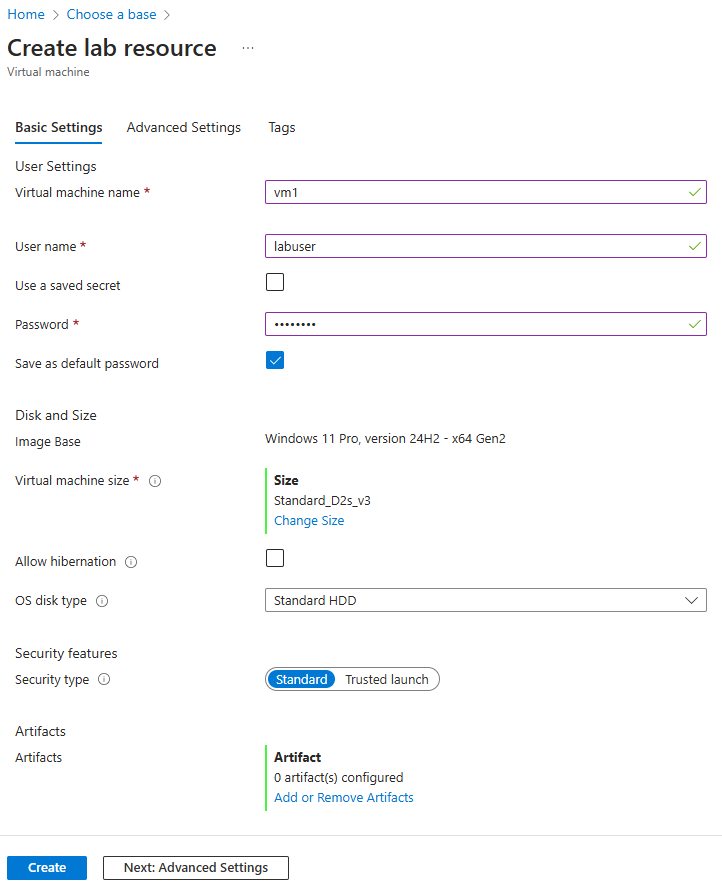 Home > Choose a base >
Create lab resource ...
Virtual machine
Basic Settings Advanced Settings Tags
User Settings
Virtual machine name * vm1
User name * labuser
Use a saved secret
Password * ••••••••
Save as default password
Disk and Size
Image Base Windows 11 Pro, version 24H2 - x64 Gen2
Virtual machine size * Size
Standard_D2s_v3
Change Size
Allow hibernation
OS disk type Standard HDD
Security features
Security type Standard Trusted launch
Artifacts
Artifacts Artifact
0 artifact(s) configured
Add or Remove Artifacts
Create Next: Advanced Settings